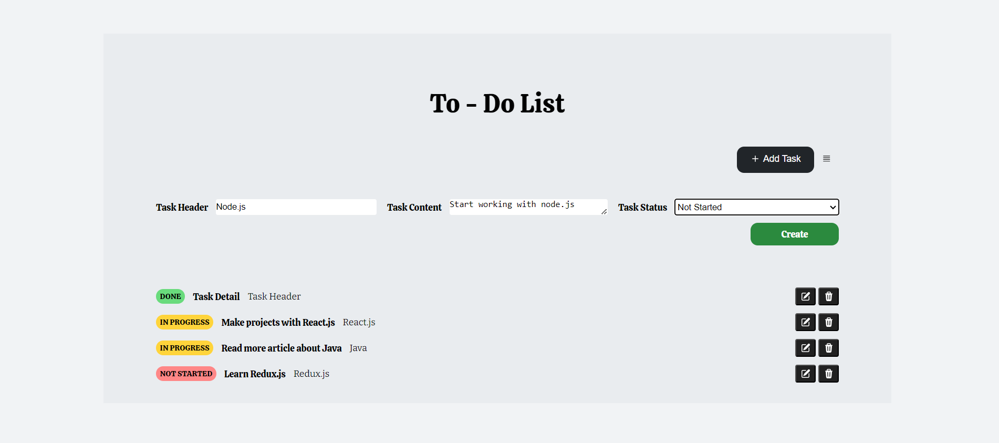 To - Do List
+ Add Task
Task Header Node.js Task Content Start working with node.js Task Status Not Started
Create
DONE Task Detail Task Header
IN PROGRESS Make projects with React.js React.js
IN PROGRESS Read more article about Java Java
NOT STARTED Learn Redux.js Redux.js